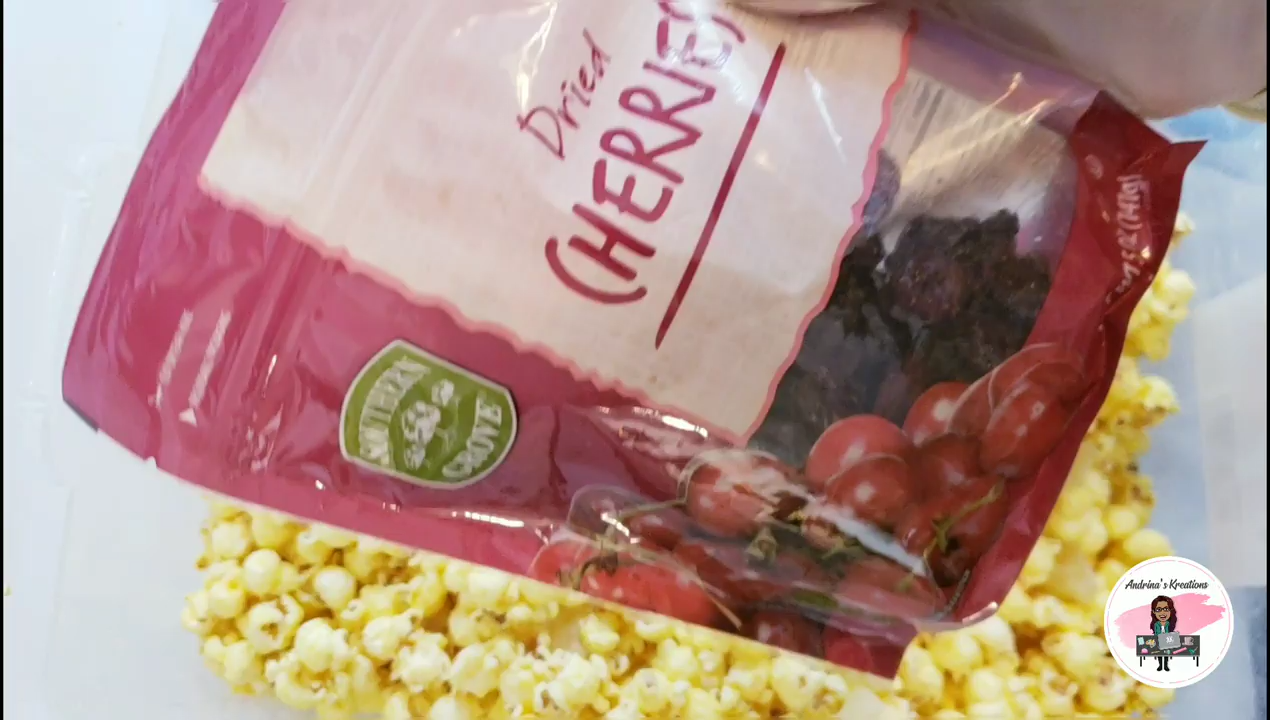 Dried
CHERRIES
SOUTHERN
GROVE
Andrina's Kreations